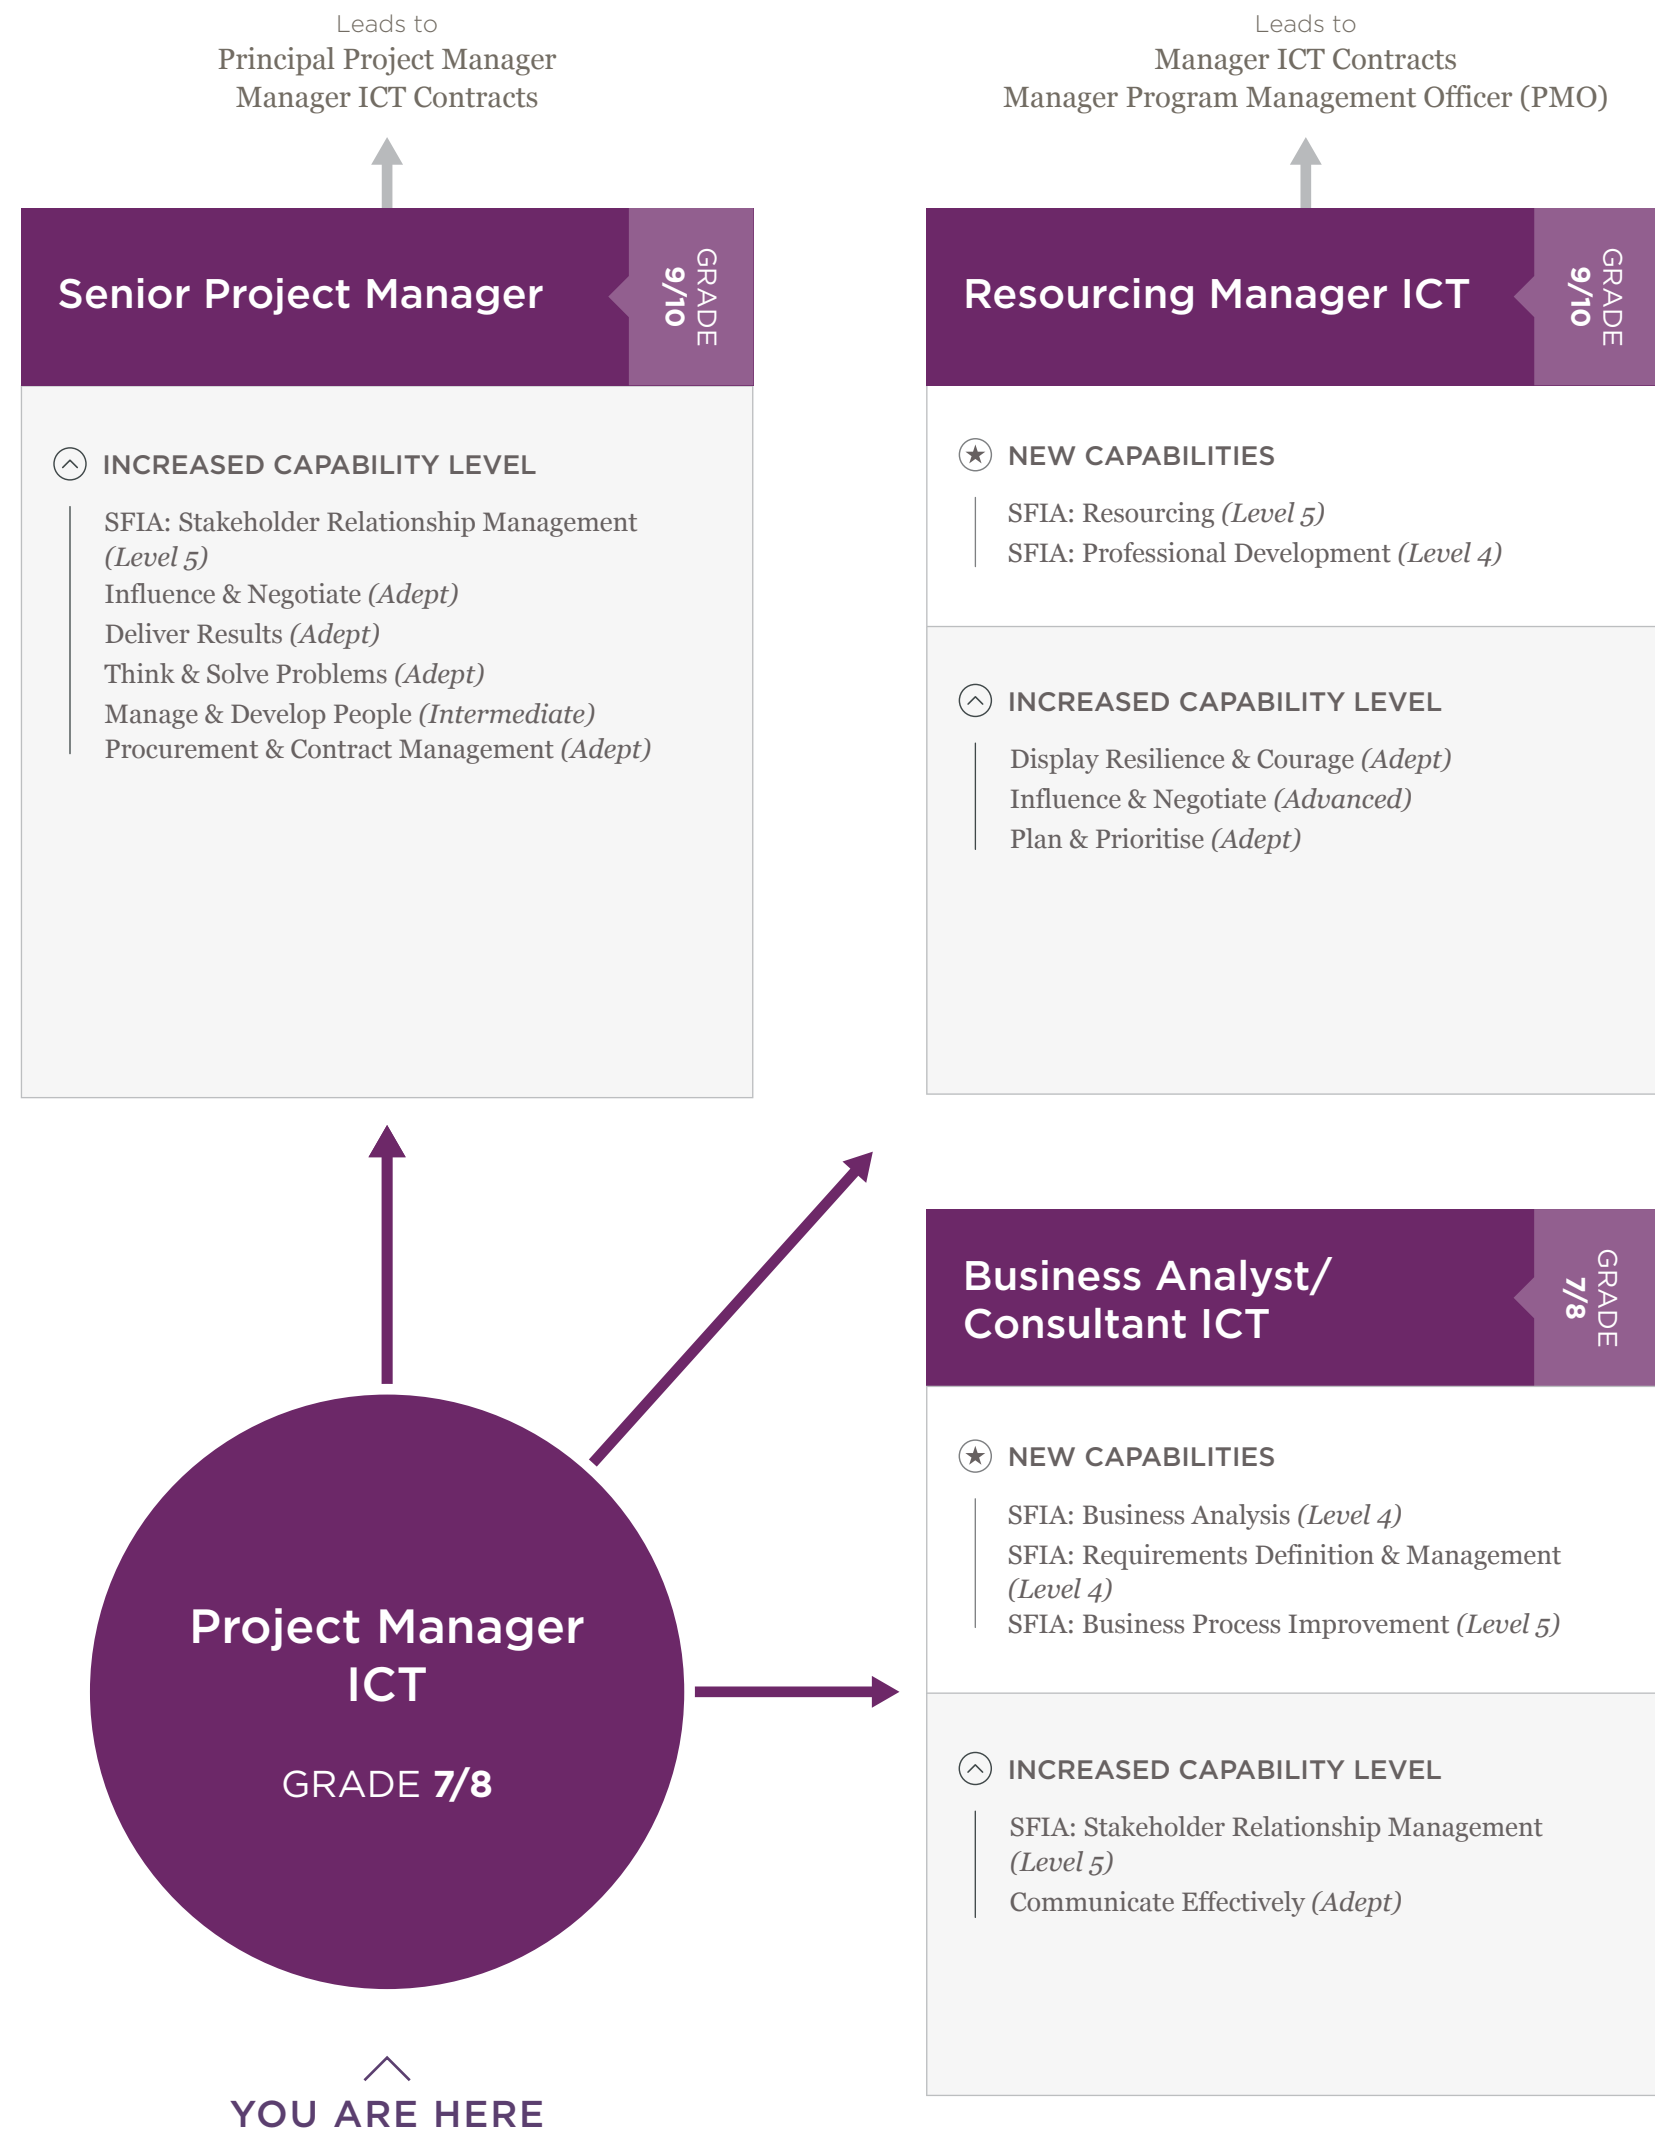 Leads to
Principal Project Manager
Manager ICT Contracts
Senior Project Manager
GRADE
9/10
INCREASED CAPABILITY LEVEL
SFIA: Stakeholder Relationship Management
(Level 5)
Influence & Negotiate (Adept)
Deliver Results (Adept)
Think & Solve Problems (Adept)
Manage & Develop People (Intermediate)
Procurement & Contract Management (Adept)
Leads to
Manager ICT Contracts
Manager Program Management Officer (PMO)
Resourcing Manager ICT
GRADE
9/10
NEW CAPABILITIES
SFIA: Resourcing (Level 5)
SFIA: Professional Development (Level 4)
INCREASED CAPABILITY LEVEL
Display Resilience & Courage (Adept)
Influence & Negotiate (Advanced)
Plan & Prioritise (Adept)
Project Manager
ICT
GRADE 7/8
YOU ARE HERE
Business Analyst/
Consultant ICT
GRADE
7/8
NEW CAPABILITIES
SFIA: Business Analysis (Level 4)
SFIA: Requirements Definition & Management
(Level 4)
SFIA: Business Process Improvement (Level 5)
INCREASED CAPABILITY LEVEL
SFIA: Stakeholder Relationship Management
(Level 5)
Communicate Effectively (Adept)